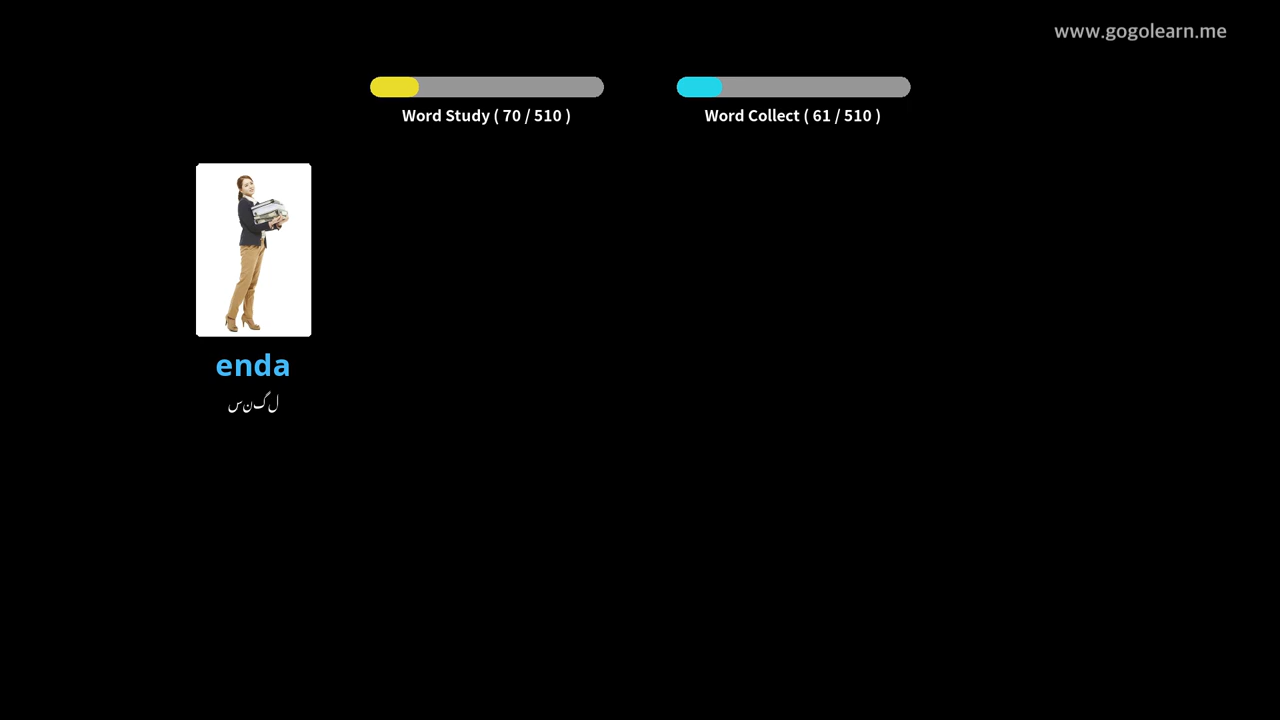 www.gogolearn.me
Word Study ( 70 / 510 )
Word Collect ( 61 / 510 )
enda
ل گ ن س